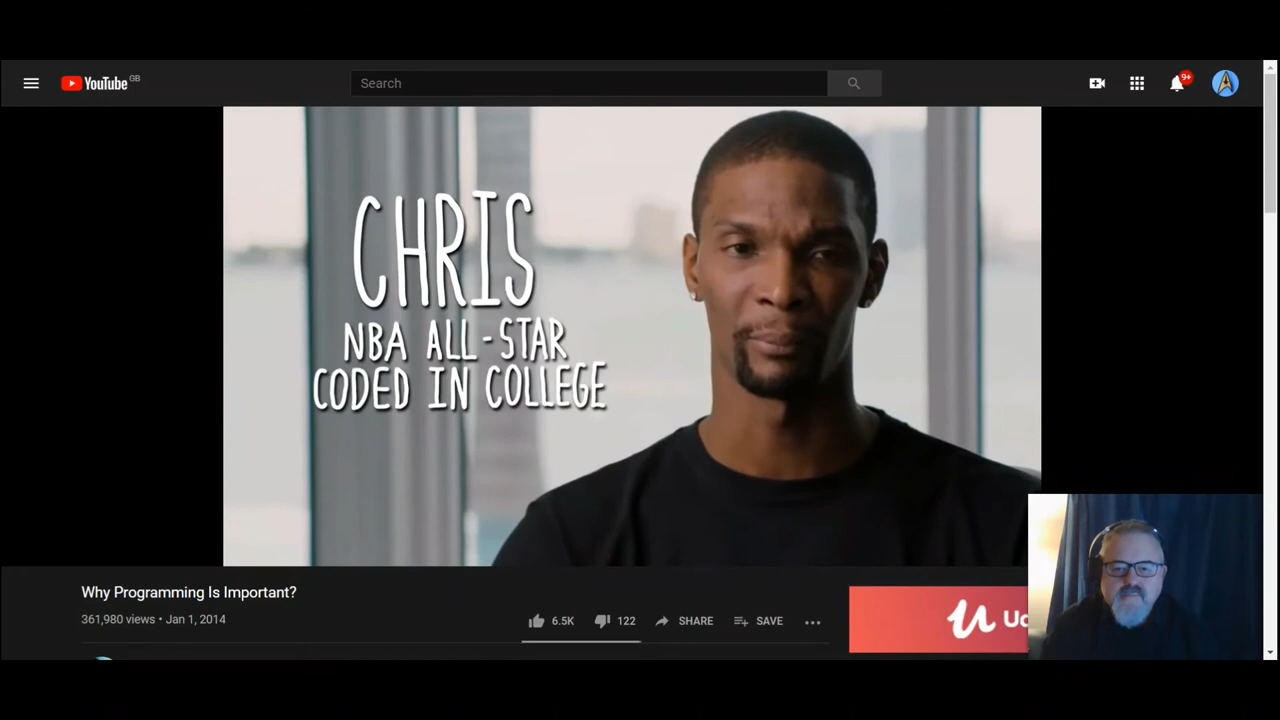 YouTube GB
Search
9+
CHRIS
NBA ALL-STAR
CODED IN COLLEGE
Why Programming Is Important?
361,980 views • Jan 1, 2014
6.5K 122 SHARE SAVE